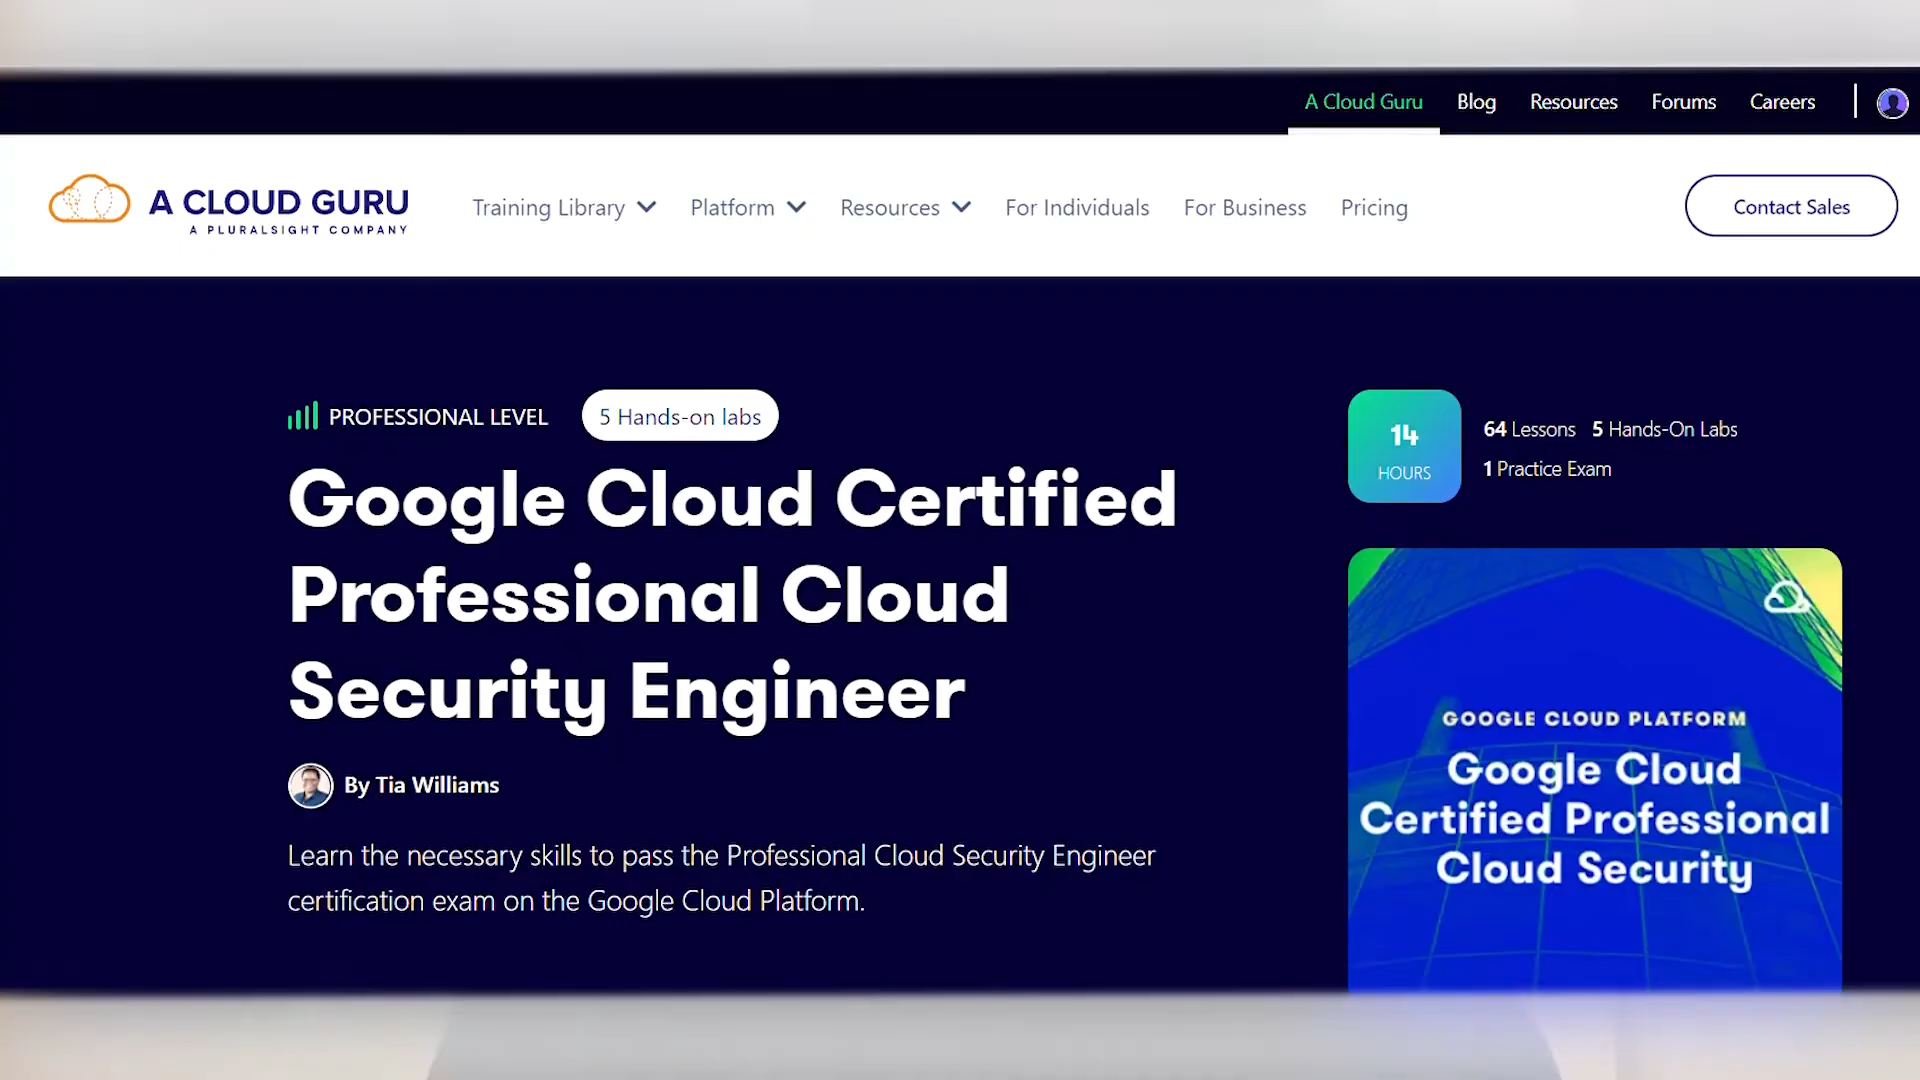 A Cloud Guru Blog Resources Forums Careers
A CLOUD GURU
A PLURALSIGHT COMPANY
Training Library Platform Resources For Individuals For Business Pricing
Contact Sales
PROFESSIONAL LEVEL 5 Hands-on labs
Google Cloud Certified
Professional Cloud
Security Engineer
By Tia Williams
Learn the necessary skills to pass the Professional Cloud Security Engineer
certification exam on the Google Cloud Platform.
14
HOURS
64 Lessons 5 Hands-On Labs
1 Practice Exam
GOOGLE CLOUD PLATFORM
Google Cloud
Certified Professional
Cloud Security